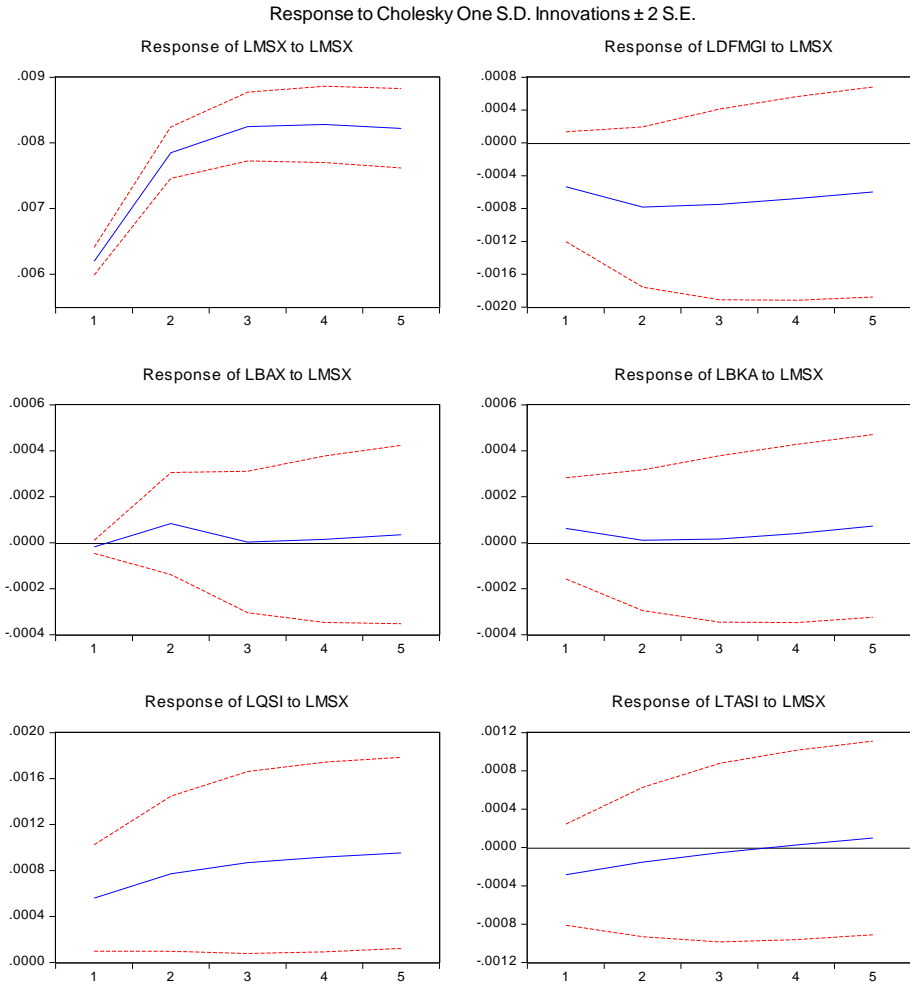 Response to Cholesky One S.D. Innovations ± 2 S.E.
Response of LMSX to LMSX
.009
.008
.007
.006
1 2 3 4 5
Response of LDFMGI to LMSX
.0008
.0004
.0000
-.0004
-.0008
-.0012
-.0016
-.0020
1 2 3 4 5
Response of LBAX to LMSX
.0006
.0004
.0002
.0000
-.0002
-.0004
1 2 3 4 5
Response of LBKA to LMSX
.0006
.0004
.0002
.0000
-.0002
-.0004
1 2 3 4 5
Response of LQSI to LMSX
.0020
.0016
.0012
.0008
.0004
.0000
1 2 3 4 5
Response of LTASI to LMSX
.0012
.0008
.0004
.0000
-.0004
-.0008
-.0012
1 2 3 4 5